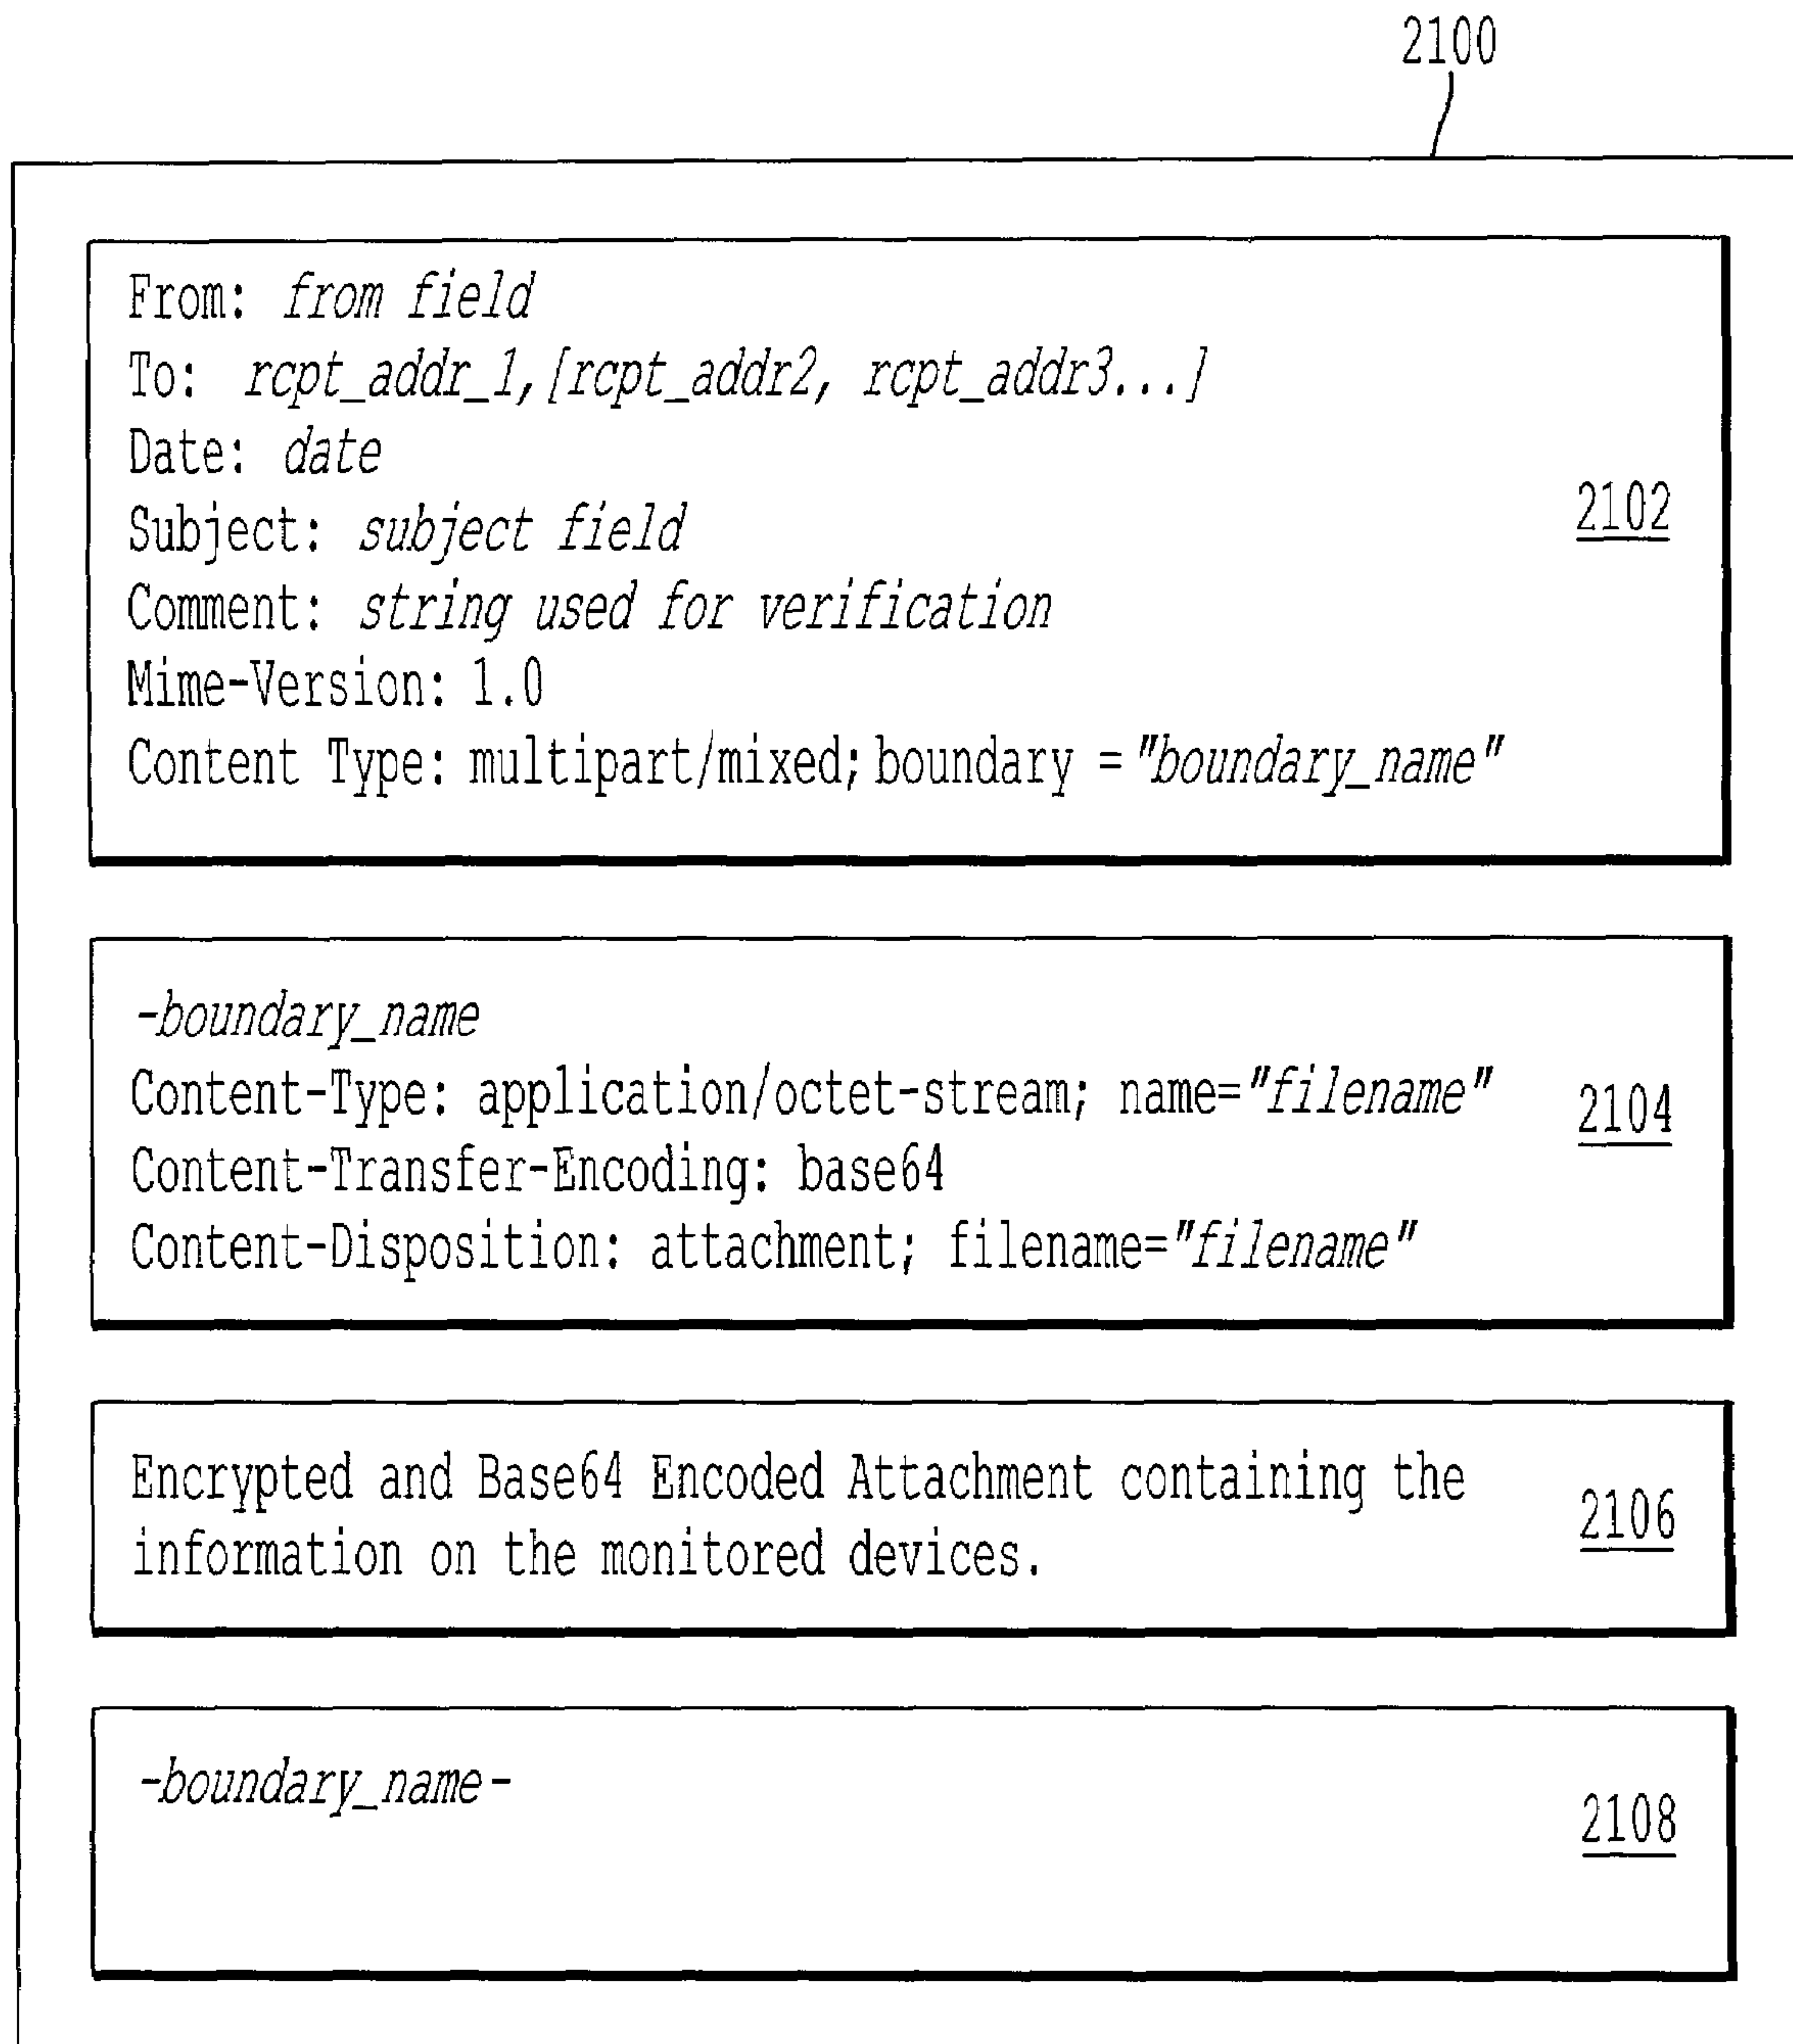 2100
From: from field
To: rcpt_addr_1,[rcpt_addr2, rcpt_addr3...]
Date: date
Subject: subject field
2102
Comment: string used for verification
Mime-Version: 1.0
Content Type: multipart/mixed; boundary ="boundary_name"
-boundary_name
Content-Type: application/octet-stream; name="filename"
2104
Content-Transfer-Encoding: base64
Content-Disposition: attachment; filename="filename"
Encrypted and Base64 Encoded Attachment containing the
2106
information on the monitored devices.
-boundary_name-
2108